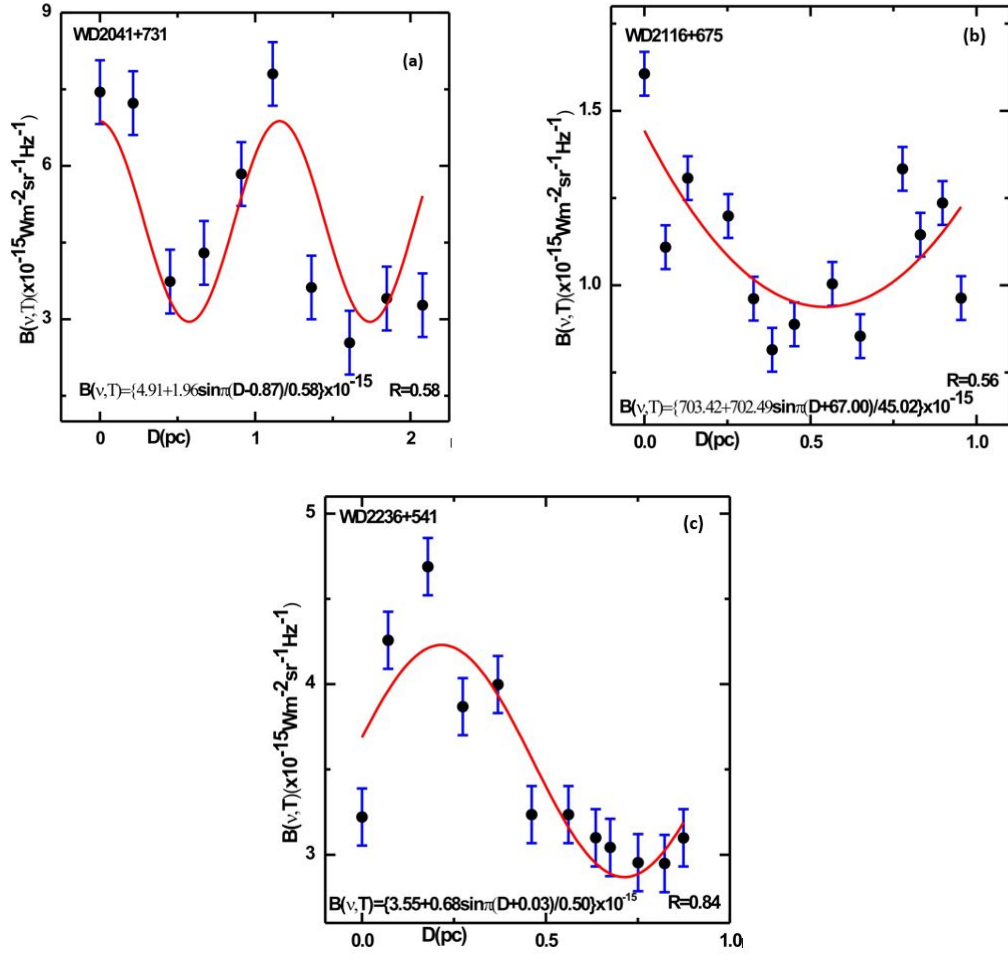 WD2041+731
(a)
9
6
3
B(ν,T)(x10⁻¹⁵Wm⁻²sr⁻¹Hz⁻¹)
B(ν,T)={4.91+1.96sinπ(D-0.87)/0.58}x10⁻¹⁵
R=0.58
0
1
2
D(pc)
WD2116+675
(b)
1.5
1.0
B(ν,T)(x10⁻¹⁵Wm⁻²sr⁻¹Hz⁻¹)
R=0.56
B(ν,T)={703.42+702.49sinπ(D+67.00)/45.02}x10⁻¹⁵
0.0
0.5
1.0
D(pc)
WD2236+541
(c)
5
4
3
B(ν,T)(x10⁻¹⁵Wm⁻²sr⁻¹Hz⁻¹)
B(ν,T)={3.55+0.68sinπ(D+0.03)/0.50}x10⁻¹⁵
R=0.84
0.0
0.5
1.0
D(pc)